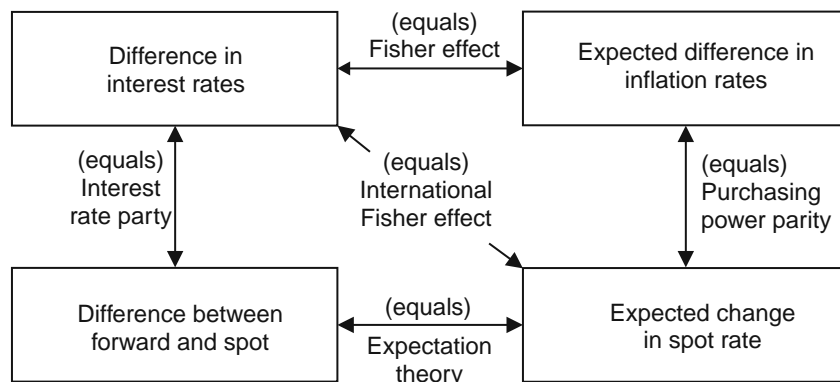 Difference in
interest rates
(equals)
Fisher effect
Expected difference in
inflation rates
(equals)
Interest
rate party
(equals)
International
Fisher effect
(equals)
Purchasing
power parity
Difference between
forward and spot
(equals)
Expectation
theory
Expected change
in spot rate